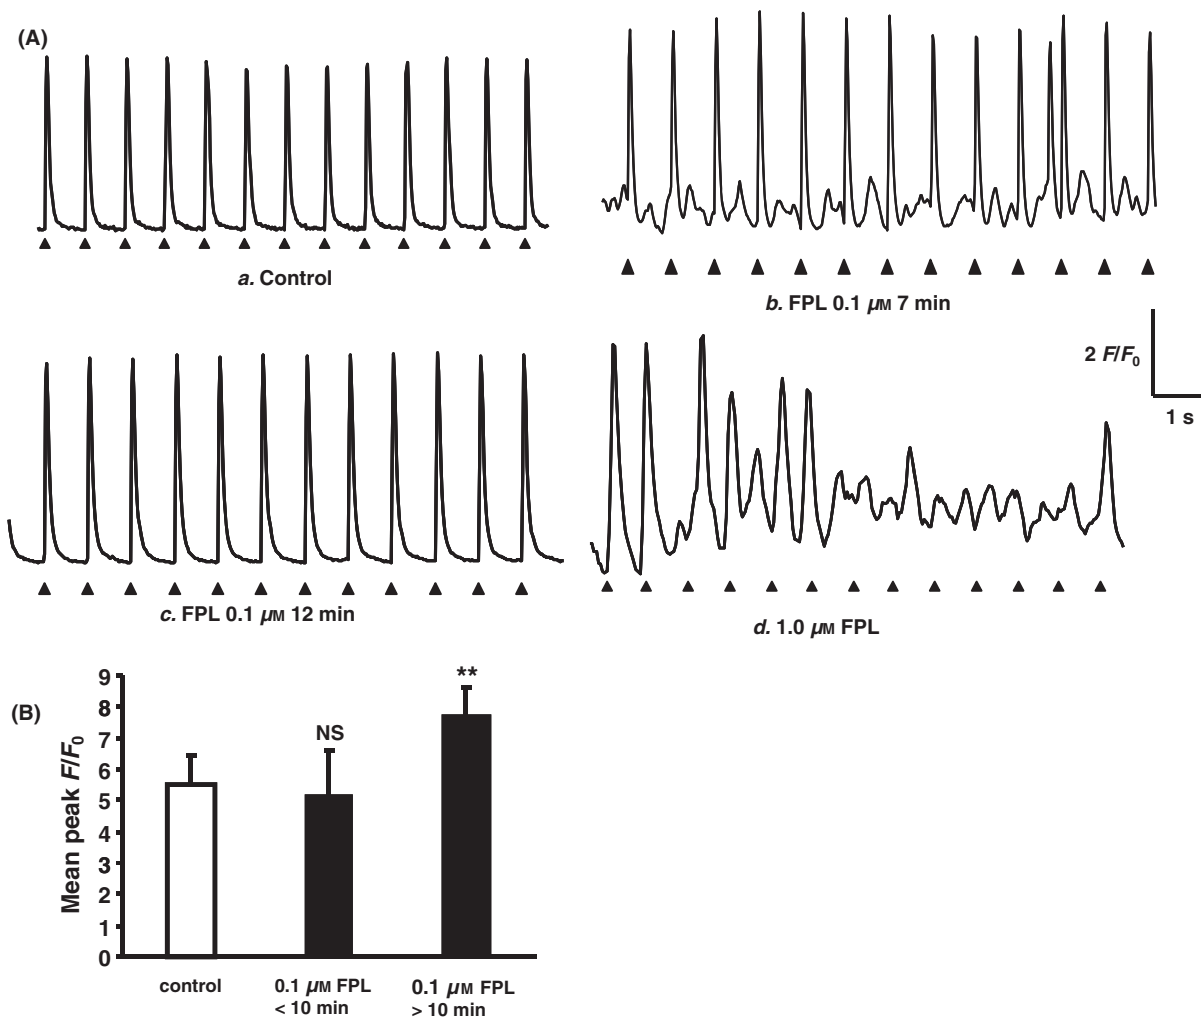 (A)
a. Control
b. FPL 0.1 μM 7 min
2 F/F0
1 s
c. FPL 0.1 μM 12 min
d. 1.0 μM FPL
(B)
Mean peak F/F0
9
8
7
6
5
4
3
2
1
0
NS
**
control
0.1 μM FPL
< 10 min
0.1 μM FPL
> 10 min